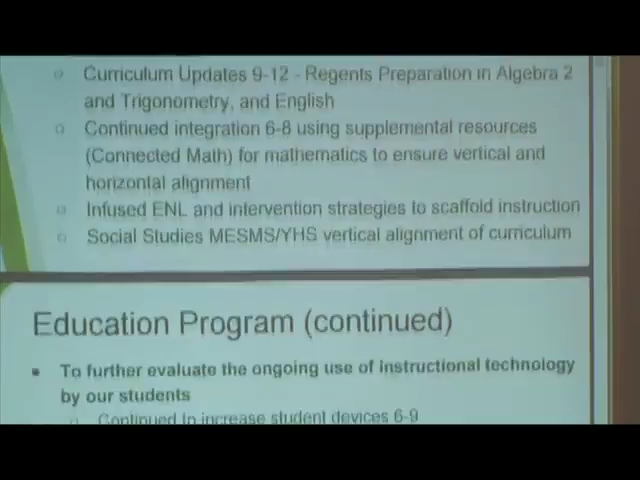 Curriculum Updates 9-12 - Regents Preparation in Algebra 2
and Trigonometry, and English
Continued integration 6-8 using supplemental resources
(Connected Math) for mathematics to ensure vertical and
horizontal alignment
Infused ENL and intervention strategies to scaffold instruction
Social Studies MESMS/YHS vertical alignment of curriculum
Education Program (continued)
To further evaluate the ongoing use of instructional technology
by our students
Continued to increase student devices 6-9